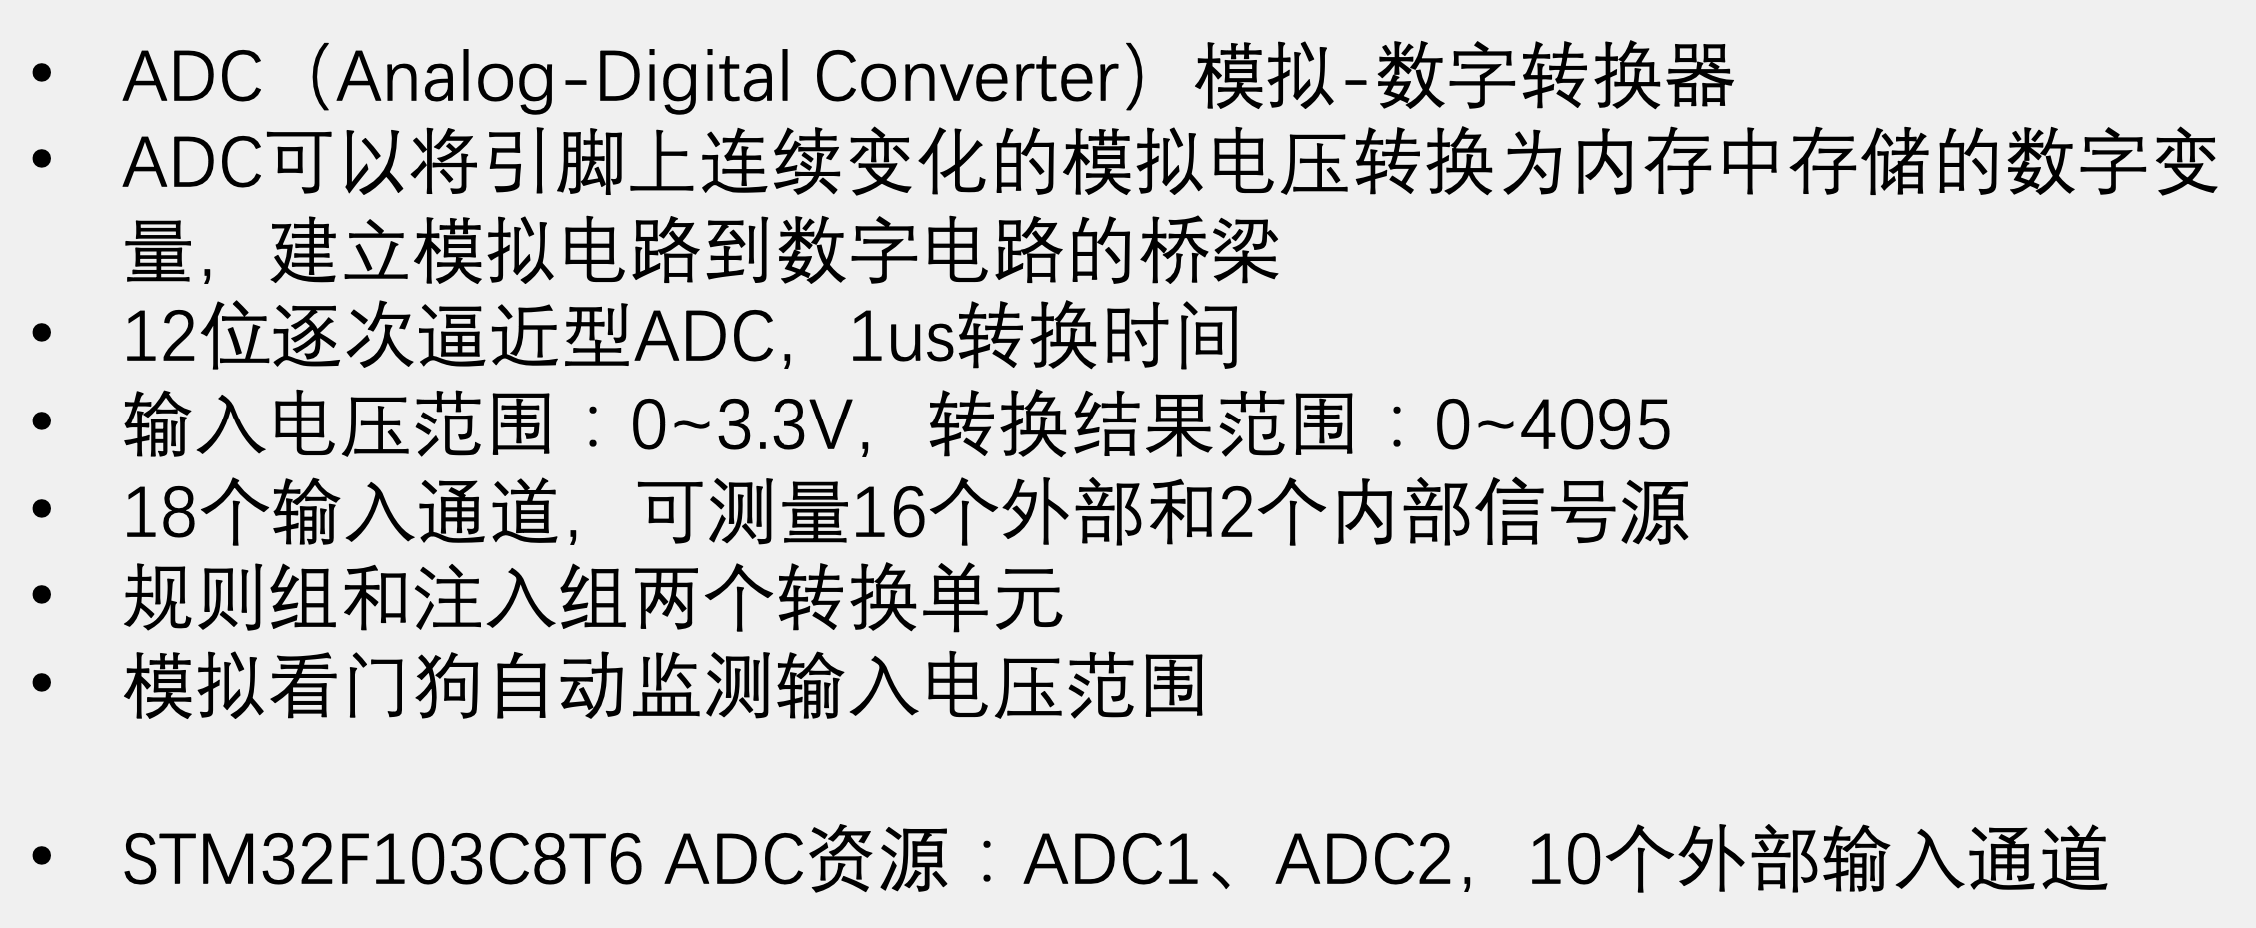 • ADC（Analog-Digital Converter）模拟-数字转换器
• ADC可以将引脚上连续变化的模拟电压转换为内存中存储的数字变
量，建立模拟电路到数字电路的桥梁
• 12位逐次逼近型ADC，1us转换时间
• 输入电压范围：0~3.3V，转换结果范围：0~4095
• 18个输入通道，可测量16个外部和2个内部信号源
• 规则组和注入组两个转换单元
• 模拟看门狗自动监测输入电压范围
• STM32F103C8T6 ADC资源：ADC1、ADC2，10个外部输入通道